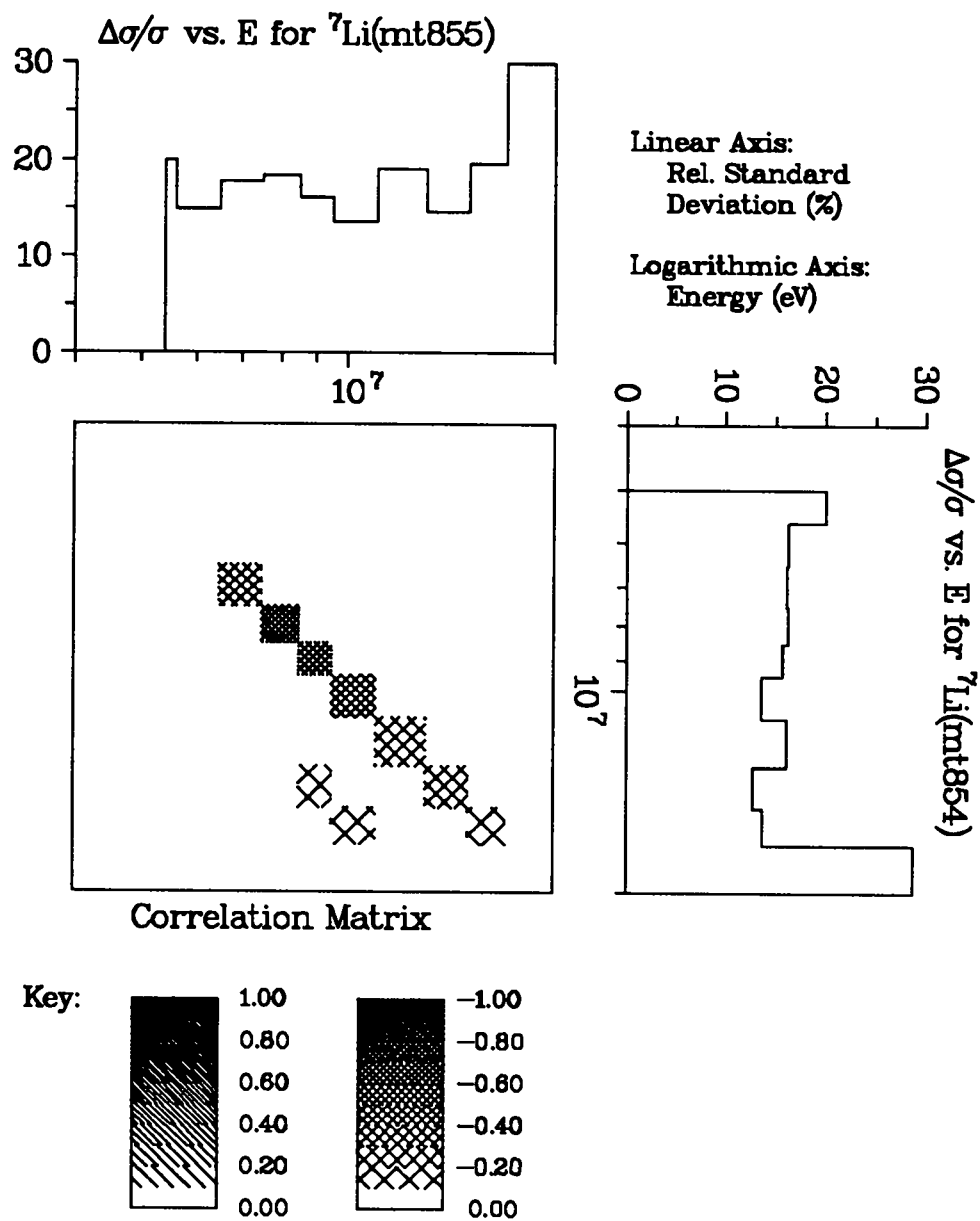 Δσ/σ vs. E for ⁷Li(mt855)
30
20
10
0
10⁷
Linear Axis:
Rel. Standard
Deviation (%)
Logarithmic Axis:
Energy (eV)
0
10
20
30
10⁷
Δσ/σ vs. E for ⁷Li(mt854)
Correlation Matrix
Key:
1.00
0.80
0.60
0.40
0.20
0.00
-1.00
-0.80
-0.60
-0.40
-0.20
0.00